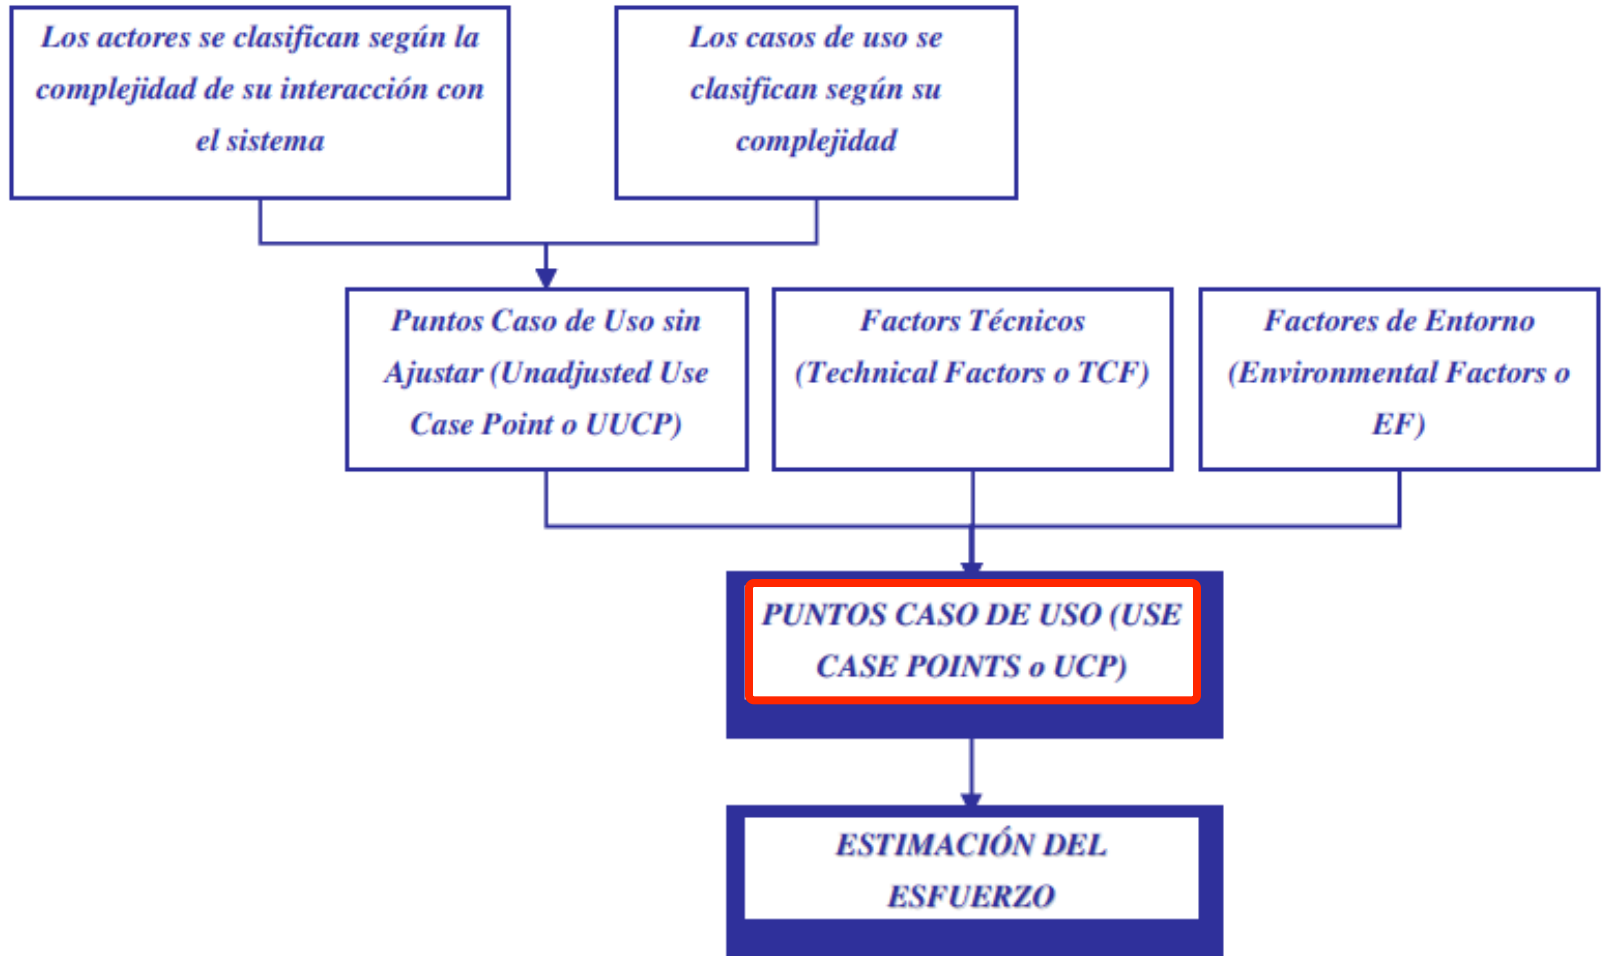 Los actores se clasifican según la
complejidad de su interacción con
el sistema
Los casos de uso se
clasifican según su
complejidad
Puntos Caso de Uso sin
Ajustar (Unadjusted Use
Case Point o UUCP)
Factors Técnicos
(Technical Factors o TCF)
Factores de Entorno
(Environmental Factors o
EF)
PUNTOS CASO DE USO (USE
CASE POINTS o UCP)
ESTIMACIÓN DEL
ESFUERZO